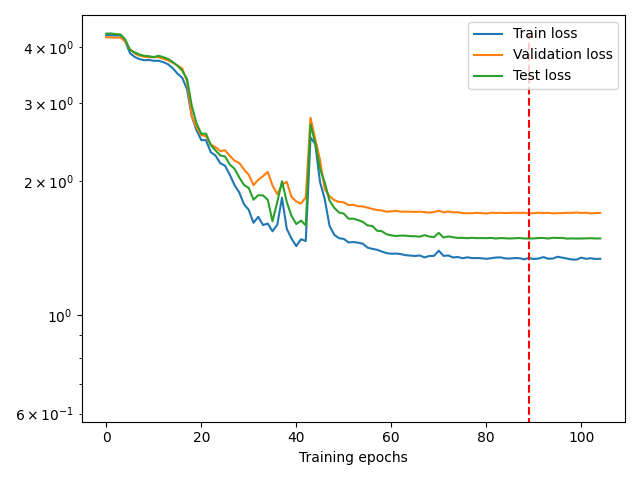 4 × 10⁰
3 × 10⁰
2 × 10⁰
10⁰
6 × 10⁻¹
0 20 40 60 80 100
Training epochs
Train loss
Validation loss
Test loss